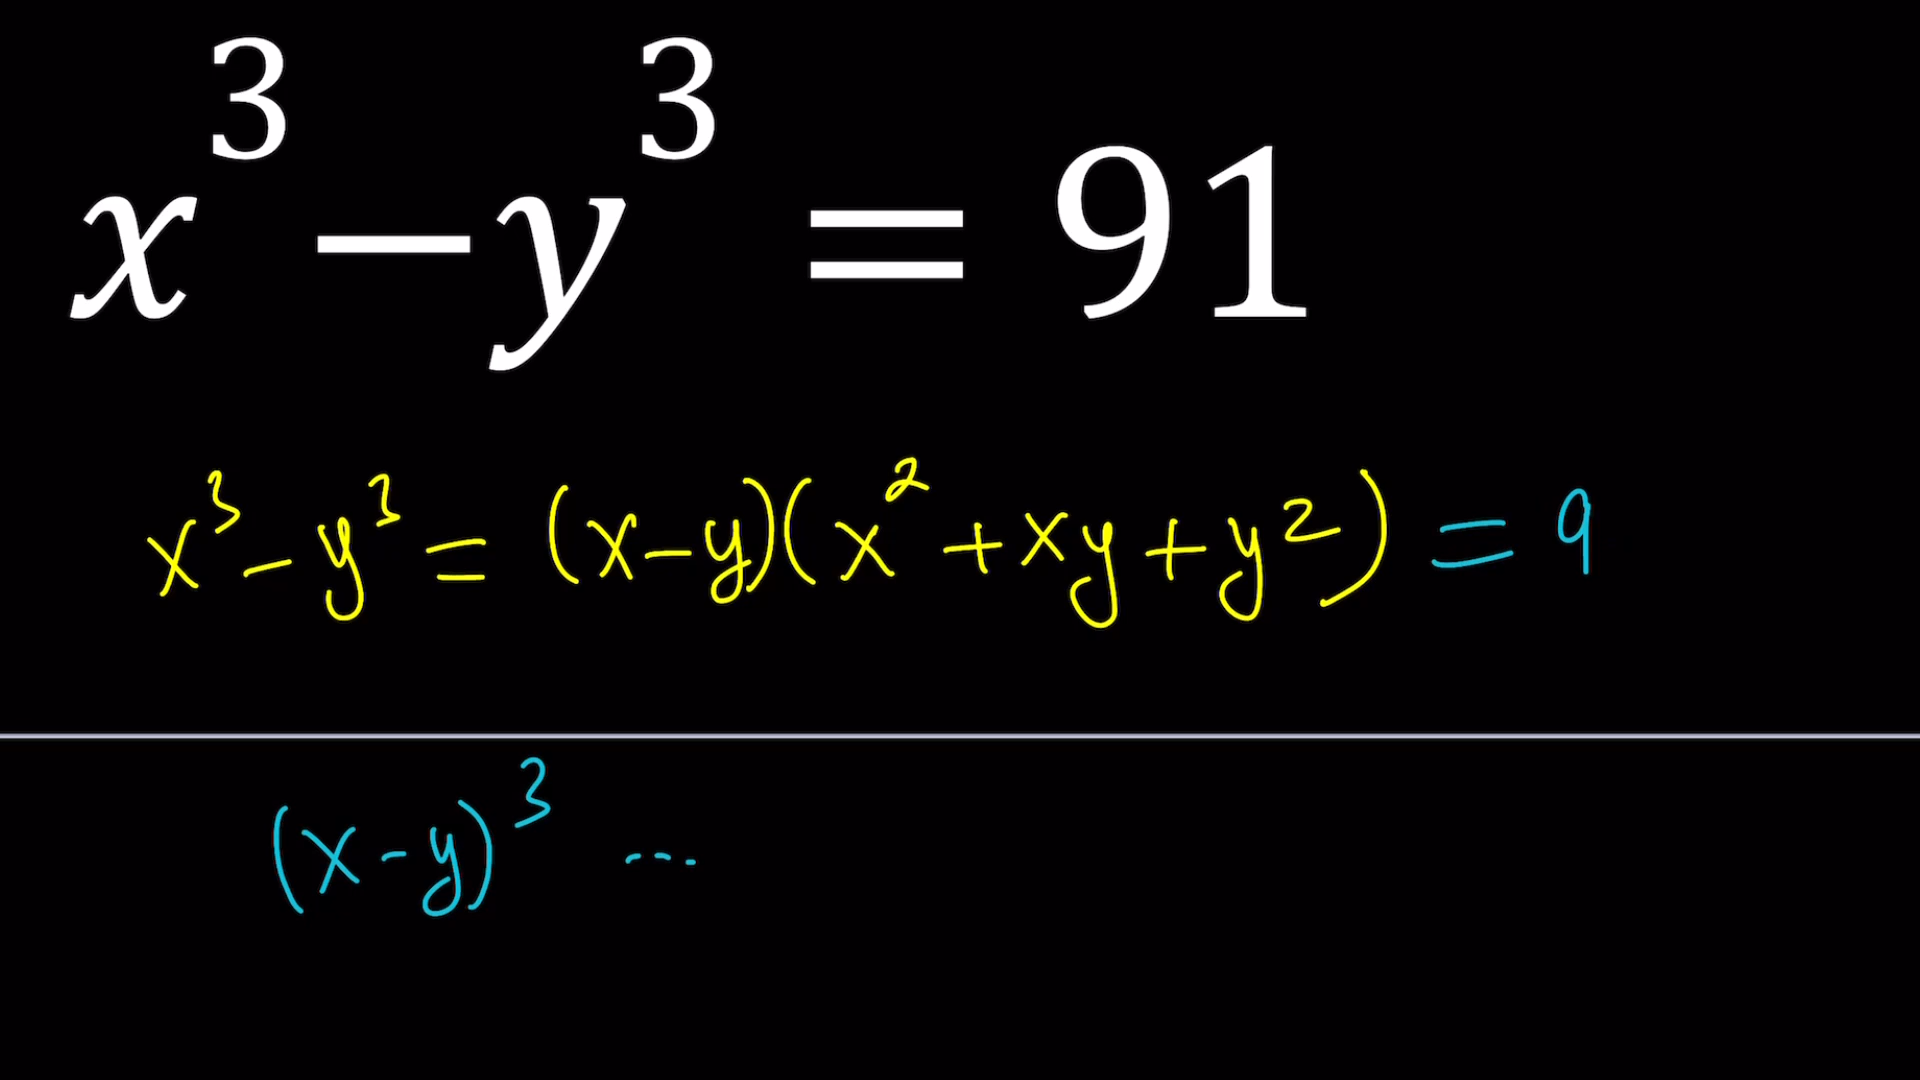 x³ − y³ = 91
x³ − y³ = (x−y)(x² + xy + y²) = 9
(x−y)³ ...